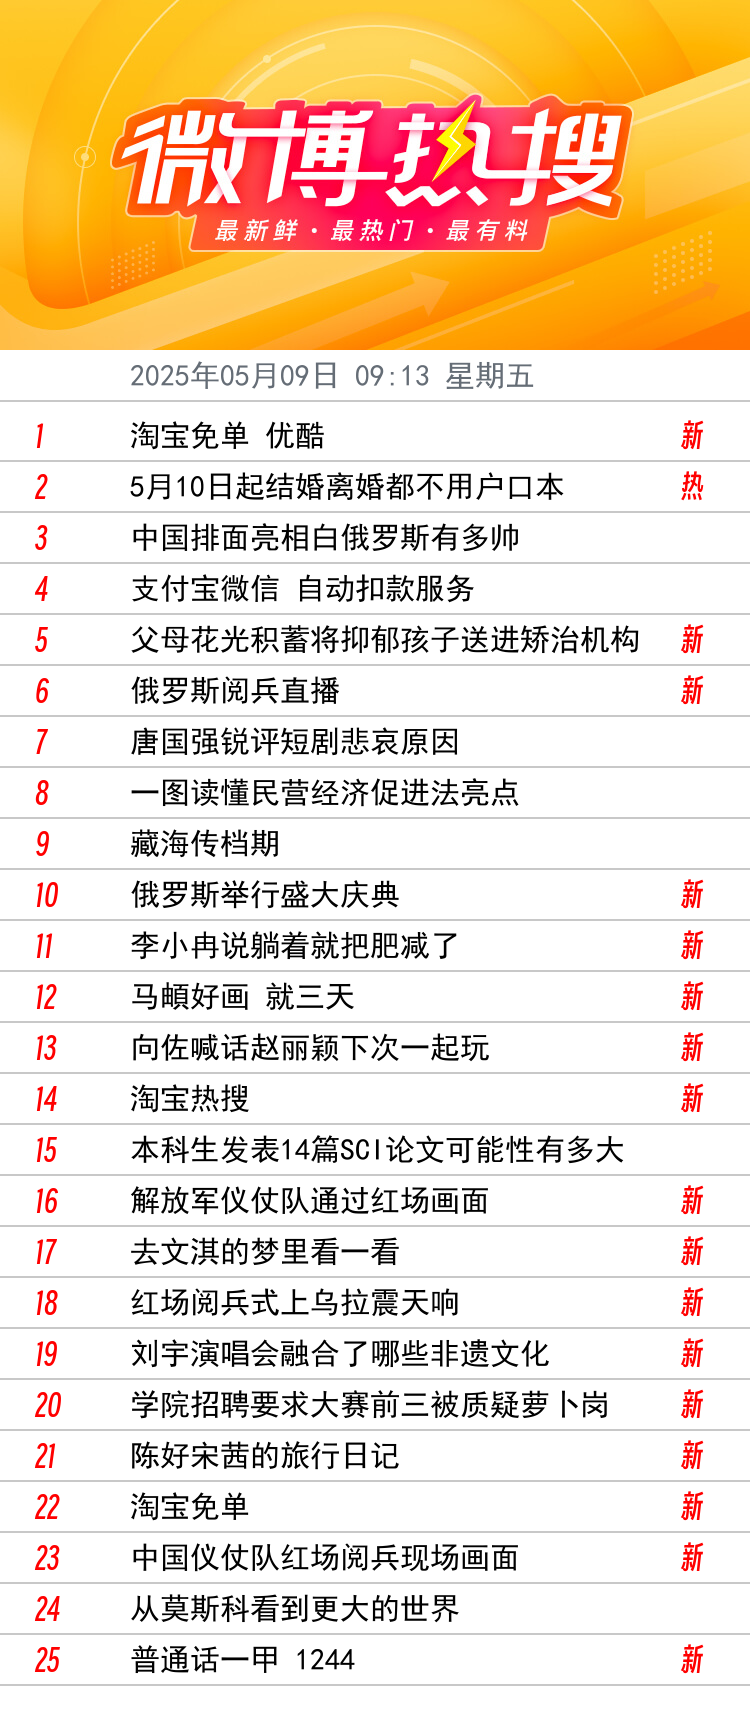 微博热搜
最新鲜·最热门·最有料
2025年05月09日 09:13 星期五
1 淘宝免单 优酷 新
2 5月10日起结婚离婚都不用户口本 热
3 中国排面亮相白俄罗斯有多帅
4 支付宝微信 自动扣款服务
5 父母花光积蓄将抑郁孩子送进矫治机构 新
6 俄罗斯阅兵直播 新
7 唐国强锐评短剧悲哀原因
8 一图读懂民营经济促进法亮点
9 藏海传档期
10 俄罗斯举行盛大庆典 新
11 李小冉说躺着就把肥减了 新
12 马頔好画 就三天 新
13 向佐喊话赵丽颖下次一起玩 新
14 淘宝热搜 新
15 本科生发表14篇SCI论文可能性有多大
16 解放军仪仗队通过红场画面 新
17 去文淇的梦里看一看 新
18 红场阅兵式上乌拉震天响 新
19 刘宇演唱会融合了哪些非遗文化 新
20 学院招聘要求大赛前三被质疑萝卜岗 新
21 陈好宋茜的旅行日记 新
22 淘宝免单 新
23 中国仪仗队红场阅兵现场画面 新
24 从莫斯科看到更大的世界
25 普通话一甲 1244 新